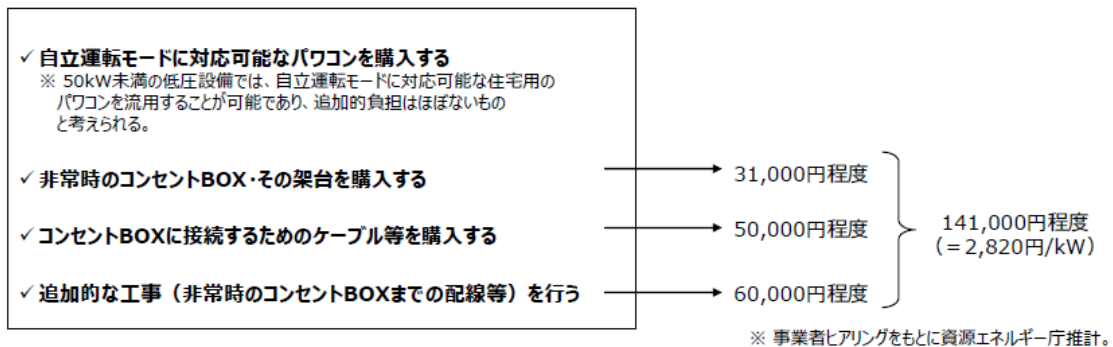 ✓ 自立運転モードに対応可能なパワコンを購入する
※ 50kW未満の低圧設備では、自立運転モードに対応可能な住宅用の
パワコンを流用することが可能であり、追加的負担はほぼないもの
と考えられる。
✓ 非常時のコンセントBOX・その架台を購入する
31,000円程度
✓ コンセントBOXに接続するためのケーブル等を購入する
50,000円程度
✓ 追加的な工事（非常時のコンセントBOXまでの配線等）を行う
60,000円程度
141,000円程度
（＝2,820円/kW）
※ 事業者ヒアリングをもとに資源エネルギー庁推計。